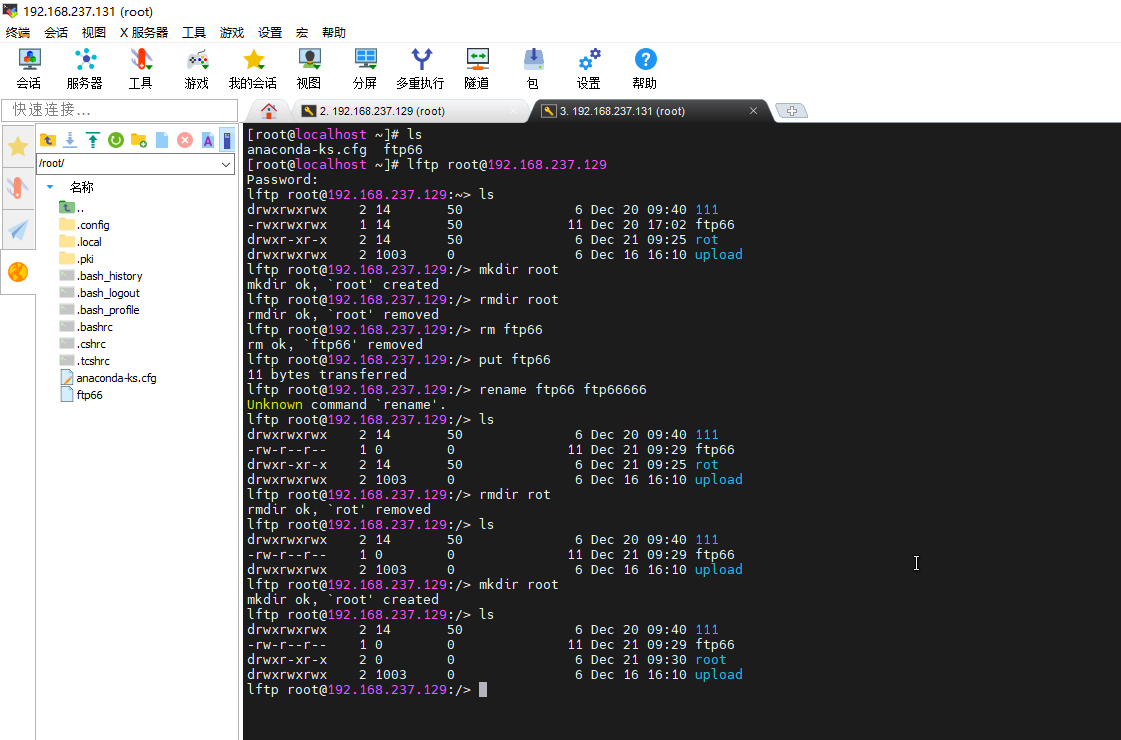 192.168.237.131 (root)
终端 会话 视图 X 服务器 工具 游戏 设置 宏 帮助
会话 服务器 工具 游戏 我的会话 视图 分屏 多重执行 隧道 包 设置 帮助
快速连接...
2. 192.168.237.129 (root)
3. 192.168.237.131 (root)
/root/
名称
..
.config
.local
.pki
.bash_history
.bash_logout
.bash_profile
.bashrc
.cshrc
.tcshrc
anaconda-ks.cfg
ftp66
[root@localhost ~]# ls
anaconda-ks.cfg  ftp66
[root@localhost ~]# lftp root@192.168.237.129
Password:
lftp root@192.168.237.129:~> ls
drwxrwxrwx    2 14       50              6 Dec 20 09:40 111
-rwxrwxrwx    1 14       50             11 Dec 20 17:02 ftp66
drwxr-xr-x    2 14       50              6 Dec 21 09:25 rot
drwxrwxrwx    2 1003     0               6 Dec 16 16:10 upload
lftp root@192.168.237.129:/> mkdir root
mkdir ok, `root' created
lftp root@192.168.237.129:/> rmdir root
rmdir ok, `root' removed
lftp root@192.168.237.129:/> rm ftp66
rm ok, `ftp66' removed
lftp root@192.168.237.129:/> put ftp66
11 bytes transferred
lftp root@192.168.237.129:/> rename ftp66 ftp66666
Unknown command `rename'.
lftp root@192.168.237.129:/> ls
drwxrwxrwx    2 14       50              6 Dec 20 09:40 111
-rw-r--r--    1 0        0              11 Dec 21 09:29 ftp66
drwxr-xr-x    2 14       50              6 Dec 21 09:25 rot
drwxrwxrwx    2 1003     0               6 Dec 16 16:10 upload
lftp root@192.168.237.129:/> rmdir rot
rmdir ok, `rot' removed
lftp root@192.168.237.129:/> ls
drwxrwxrwx    2 14       50              6 Dec 20 09:40 111
-rw-r--r--    1 0        0              11 Dec 21 09:29 ftp66
drwxrwxrwx    2 1003     0               6 Dec 16 16:10 upload
lftp root@192.168.237.129:/> mkdir root
mkdir ok, `root' created
lftp root@192.168.237.129:/> ls
drwxrwxrwx    2 14       50              6 Dec 20 09:40 111
-rw-r--r--    1 0        0              11 Dec 21 09:29 ftp66
drwxr-xr-x    2 0        0               6 Dec 21 09:30 root
drwxrwxrwx    2 1003     0               6 Dec 16 16:10 upload
lftp root@192.168.237.129:/>